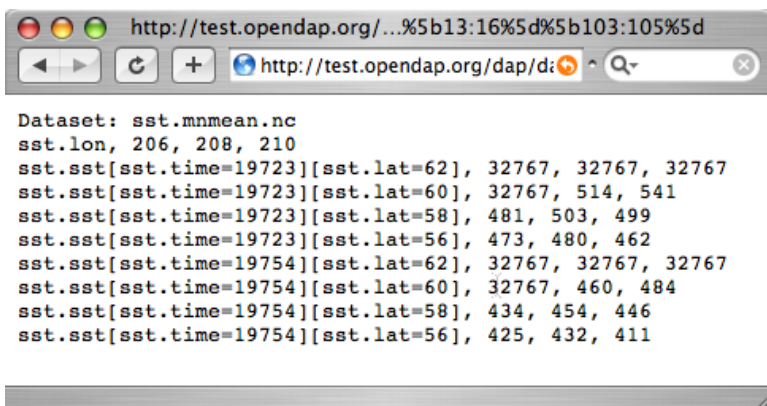 http://test.opendap.org/...%5b13:16%5d%5b103:105%5d
http://test.opendap.org/dap/da
Dataset: sst.mnmean.nc
sst.lon, 206, 208, 210
sst.sst[sst.time=19723][sst.lat=62], 32767, 32767, 32767
sst.sst[sst.time=19723][sst.lat=60], 32767, 514, 541
sst.sst[sst.time=19723][sst.lat=58], 481, 503, 499
sst.sst[sst.time=19723][sst.lat=56], 473, 480, 462
sst.sst[sst.time=19754][sst.lat=62], 32767, 32767, 32767
sst.sst[sst.time=19754][sst.lat=60], 32767, 460, 484
sst.sst[sst.time=19754][sst.lat=58], 434, 454, 446
sst.sst[sst.time=19754][sst.lat=56], 425, 432, 411